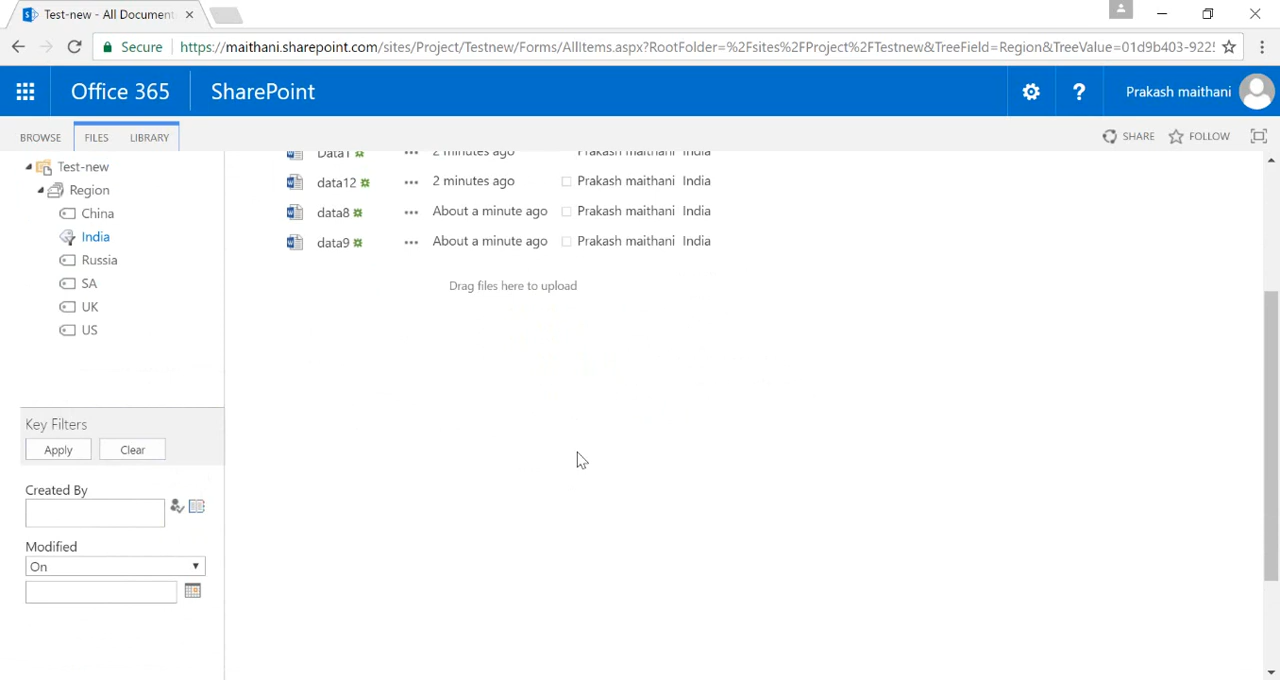 Test-new - All Document
Secure https://maithani.sharepoint.com/sites/Project/Testnew/Forms/AllItems.aspx?RootFolder=%2Fsites%2FProject%2FTestnew&TreeField=Region&TreeValue=01d9b403-922
Office 365 SharePoint ? Prakash maithani
BROWSE FILES LIBRARY SHARE FOLLOW
Test-new
Region
China
India
Russia
SA
UK
US
Data1 ... 2 minutes ago Prakash maithani India
data12 ... 2 minutes ago Prakash maithani India
data8 ... About a minute ago Prakash maithani India
data9 ... About a minute ago Prakash maithani India
Drag files here to upload
Key Filters
Apply Clear
Created By
Modified
On